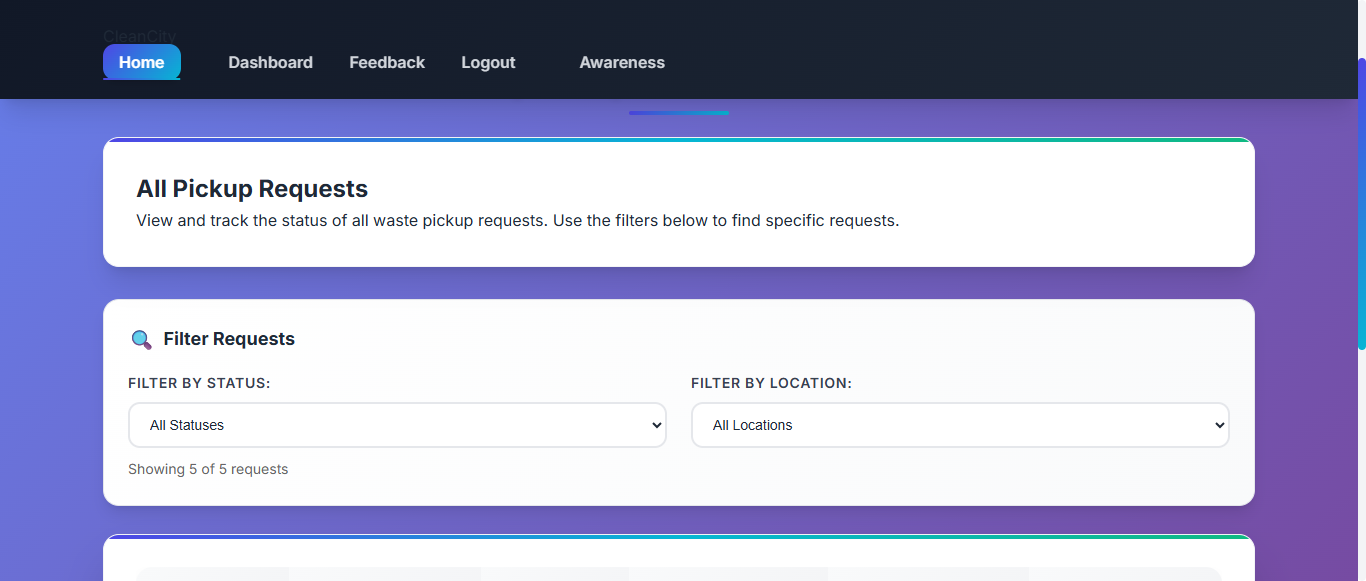 CleanCity
Home Dashboard Feedback Logout Awareness
All Pickup Requests
View and track the status of all waste pickup requests. Use the filters below to find specific requests.
Filter Requests
FILTER BY STATUS: FILTER BY LOCATION:
All Statuses All Locations
Showing 5 of 5 requests